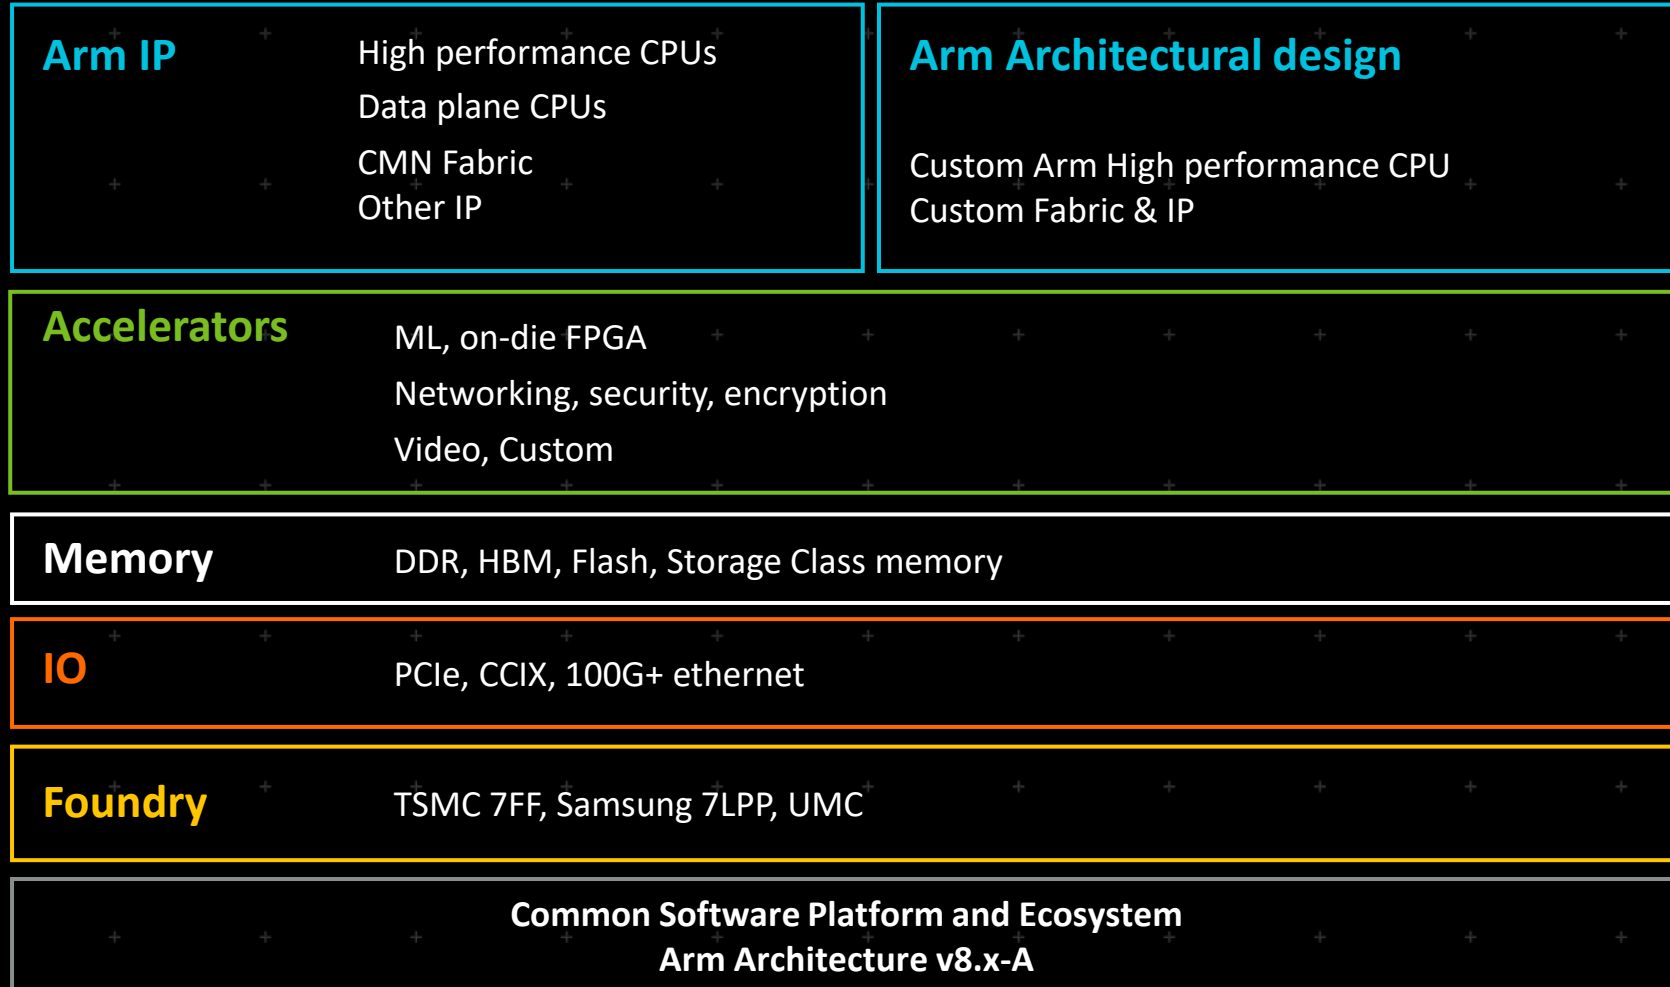 Arm IP
High performance CPUs
Data plane CPUs
CMN Fabric
Other IP
Arm Architectural design
Custom Arm High performance CPU
Custom Fabric & IP
Accelerators
ML, on-die FPGA
Networking, security, encryption
Video, Custom
Memory
DDR, HBM, Flash, Storage Class memory
IO
PCIe, CCIX, 100G+ ethernet
Foundry
TSMC 7FF, Samsung 7LPP, UMC
Common Software Platform and Ecosystem
Arm Architecture v8.x-A